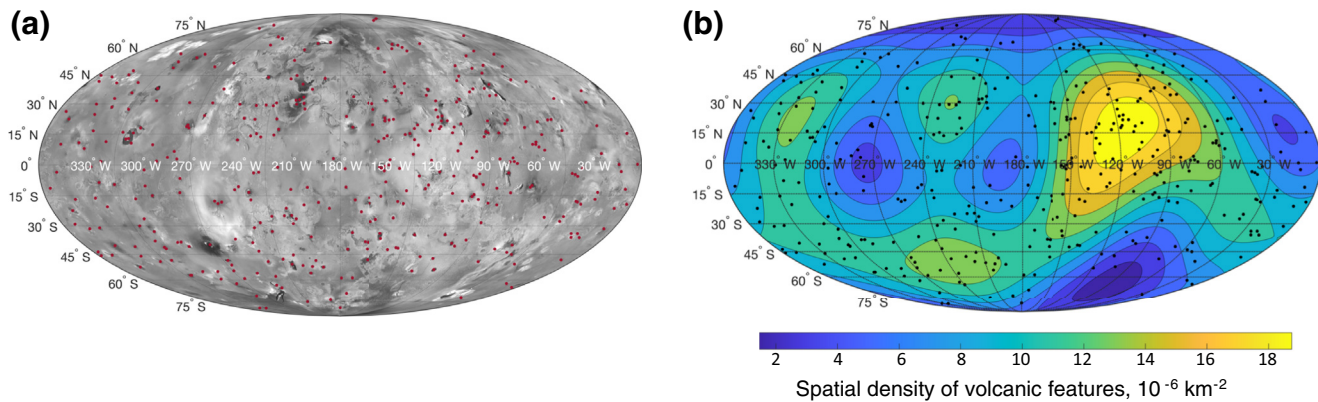 (a)
75° N
60° N
45° N
30° N
15° N
0°
15° S
30° S
45° S
60° S
75° S
330° W 300° W 270° W 240° W 210° W 180° W 150° W 120° W 90° W 60° W 30° W
(b)
75° N
60° N
45° N
30° N
15° N
0°
15° S
30° S
45° S
60° S
75° S
330° W 300° W 270° W 240° W 210° W 180° W 150° W 120° W 90° W 60° W 30° W
2 4 6 8 10 12 14 16 18
Spatial density of volcanic features, 10⁻⁶ km⁻²